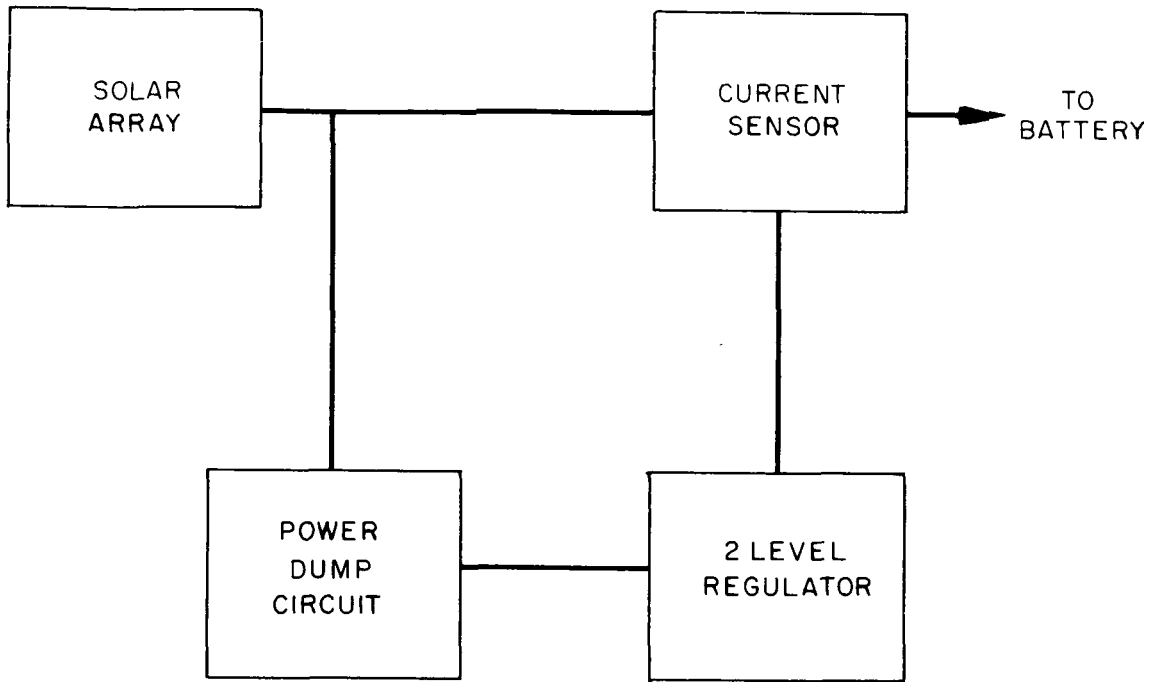 SOLAR
ARRAY
CURRENT
SENSOR
TO
BATTERY
POWER
DUMP
CIRCUIT
2 LEVEL
REGULATOR